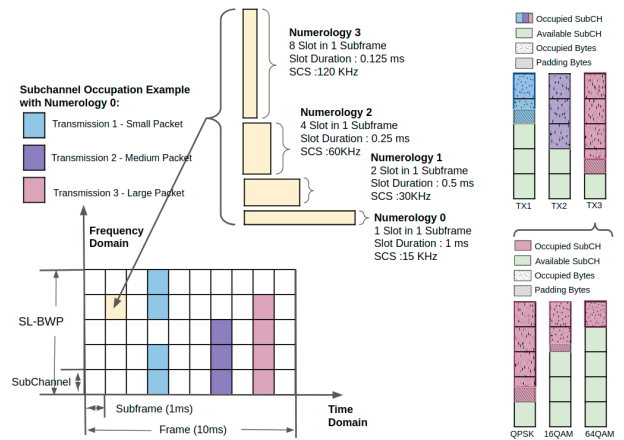 Numerology 3
8 Slot in 1 Subframe
Slot Duration : 0.125 ms
SCS :120 KHz
Numerology 2
4 Slot in 1 Subframe
Slot Duration : 0.25 ms
SCS :60KHz
Numerology 1
2 Slot in 1 Subframe
Slot Duration : 0.5 ms
SCS :30KHz
Numerology 0
1 Slot in 1 Subframe
Slot Duration : 1 ms
SCS :15 KHz
Subchannel Occupation Example
with Numerology 0:
Transmission 1 - Small Packet
Transmission 2 - Medium Packet
Transmission 3 - Large Packet
Frequency
Domain
SL-BWP
SubChannel
Subframe (1ms)
Frame (10ms)
Time
Domain
Occupied SubCH
Available SubCH
Occupied Bytes
Padding Bytes
TX1
TX2
TX3
Occupied SubCH
Available SubCH
Occupied Bytes
Padding Bytes
QPSK
16QAM
64QAM